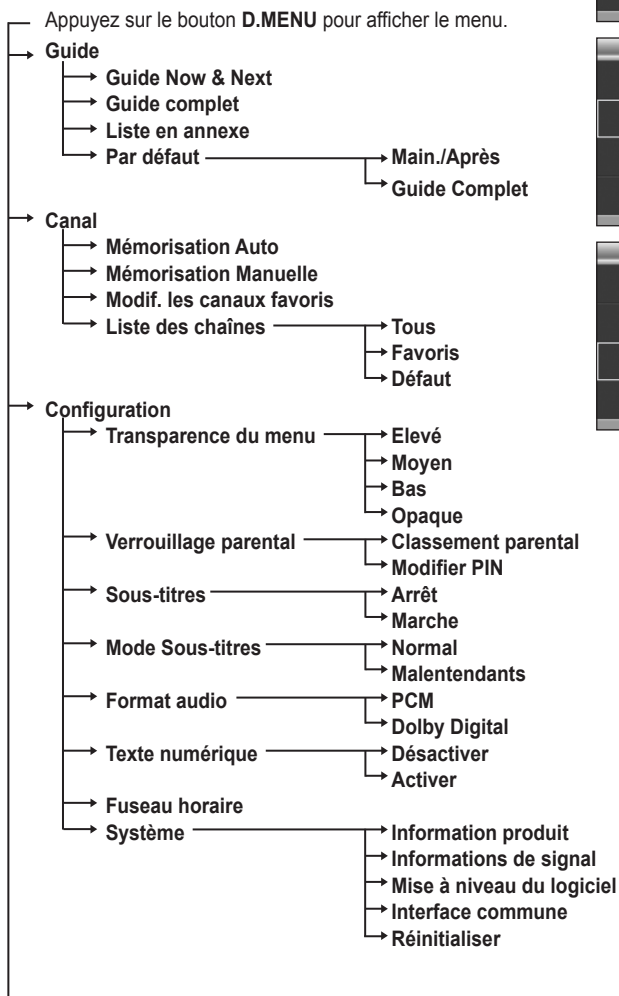 Appuyez sur le bouton D.MENU pour afficher le menu.
Guide
Guide Now & Next
Guide complet
Liste en annexe
Par défaut
Main./Après
Guide Complet
Canal
Mémorisation Auto
Mémorisation Manuelle
Modif. les canaux favoris
Liste des chaînes
Tous
Favoris
Défaut
Configuration
Transparence du menu
Elevé
Moyen
Bas
Opaque
Verrouillage parental
Classement parental
Modifier PIN
Sous-titres
Arrêt
Marche
Mode Sous-titres
Normal
Malentendants
Format audio
PCM
Dolby Digital
Texte numérique
Désactiver
Activer
Fuseau horaire
Système
Information produit
Informations de signal
Mise à niveau du logiciel
Interface commune
Réinitialiser